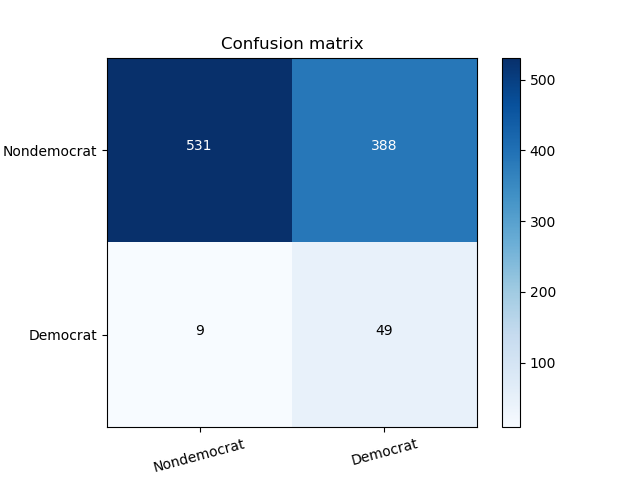 Confusion matrix
Nondemocrat
531
388
Democrat
9
49
Nondemocrat
Democrat
500
400
300
200
100